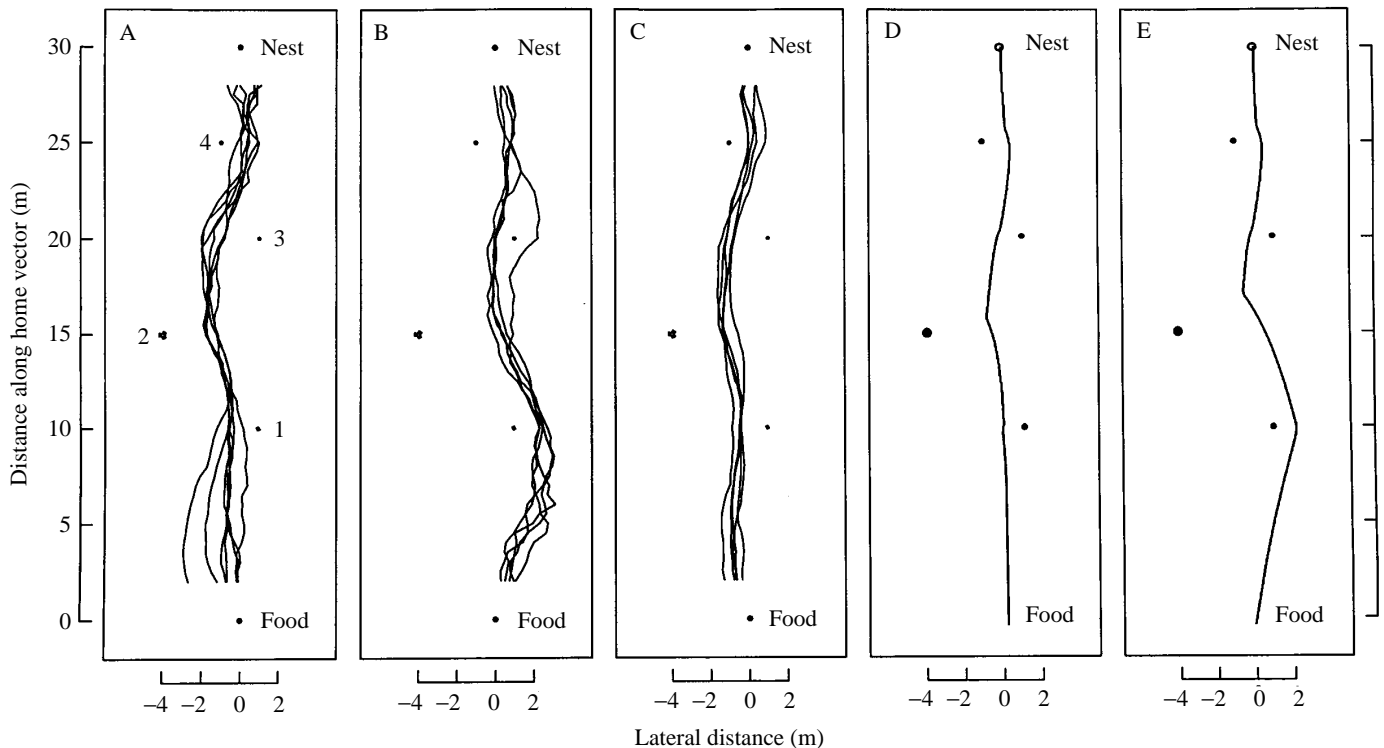 A B C D E
Nest Nest Nest Nest Nest
30
25
20
15
10
5
0
4
3
2
1
Distance along home vector (m)
Food Food Food Food Food
−4 −2 0 2 −4 −2 0 2 −4 −2 0 2 −4 −2 0 2 −4 −2 0 2
Lateral distance (m)